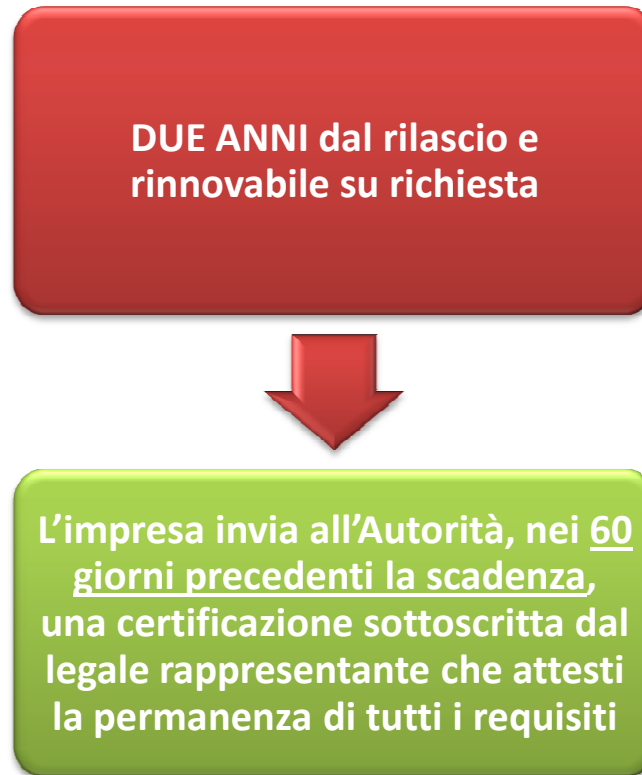 DUE ANNI dal rilascio e
rinnovabile su richiesta
L’impresa invia all’Autorità, nei 60
giorni precedenti la scadenza,
una certificazione sottoscritta dal
legale rappresentante che attesti
la permanenza di tutti i requisiti